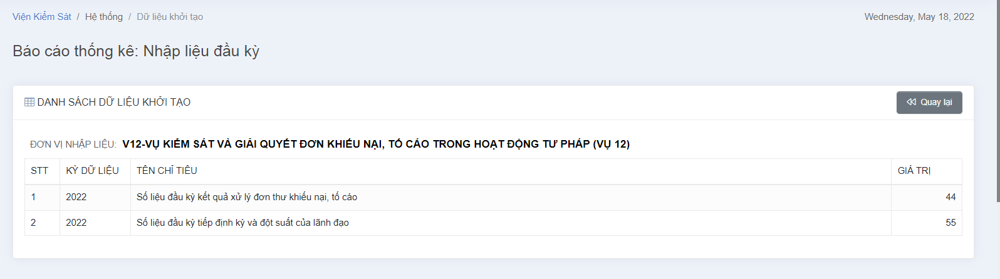 Viện Kiểm Sát / Hệ thống / Dữ liệu khởi tạo
Wednesday, May 18, 2022
Báo cáo thống kê: Nhập liệu đầu kỳ
DANH SÁCH DỮ LIỆU KHỞI TẠO
Quay lại
ĐƠN VỊ NHẬP LIỆU: V12-VỤ KIỂM SÁT VÀ GIẢI QUYẾT ĐƠN KHIẾU NẠI, TỐ CÁO TRONG HOẠT ĐỘNG TƯ PHÁP (VỤ 12)
STT KỲ DỮ LIỆU TÊN CHỈ TIÊU GIÁ TRỊ
1 2022 Số liệu đầu kỳ kết quả xử lý đơn thư khiếu nại, tố cáo 44
2 2022 Số liệu đầu kỳ tiếp định kỳ và đột suất của lãnh đạo 55